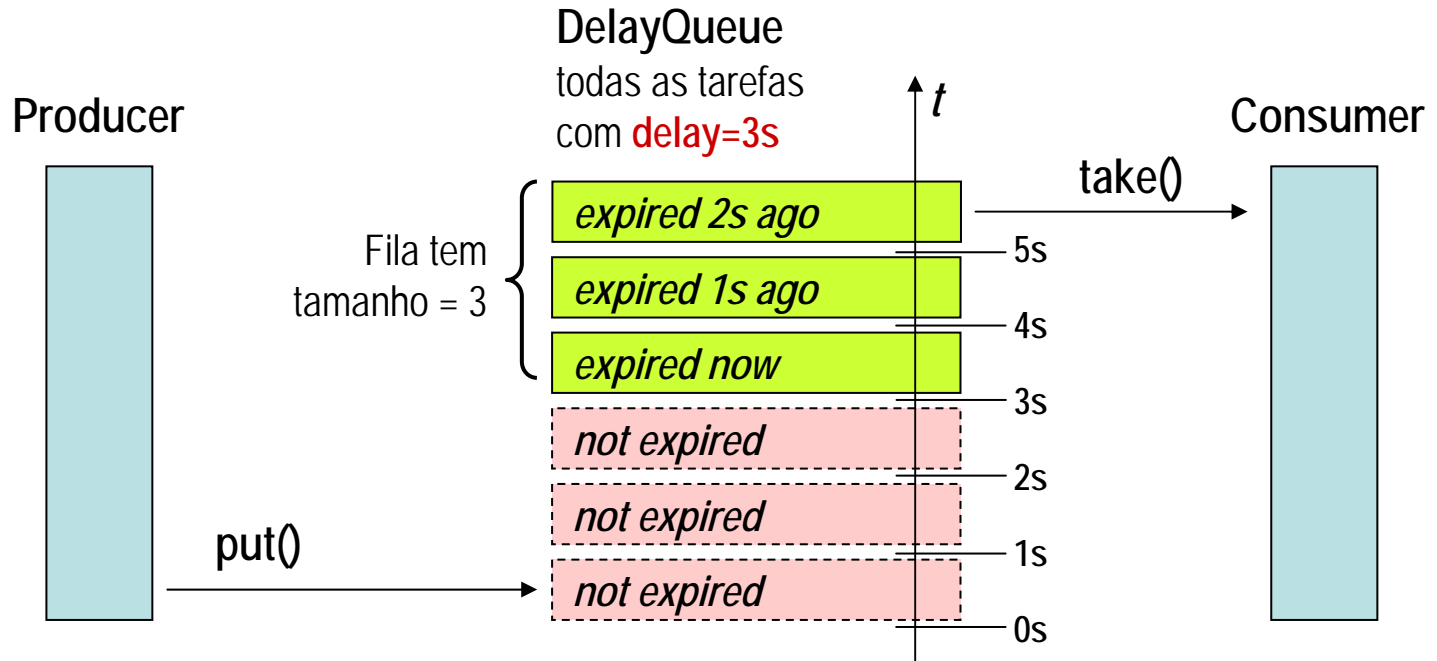 DelayQueue
todas as tarefas
com delay=3s
t
Producer
Consumer
take()
expired 2s ago
5s
Fila tem
tamanho = 3
expired 1s ago
4s
expired now
3s
not expired
2s
not expired
1s
put()
not expired
0s